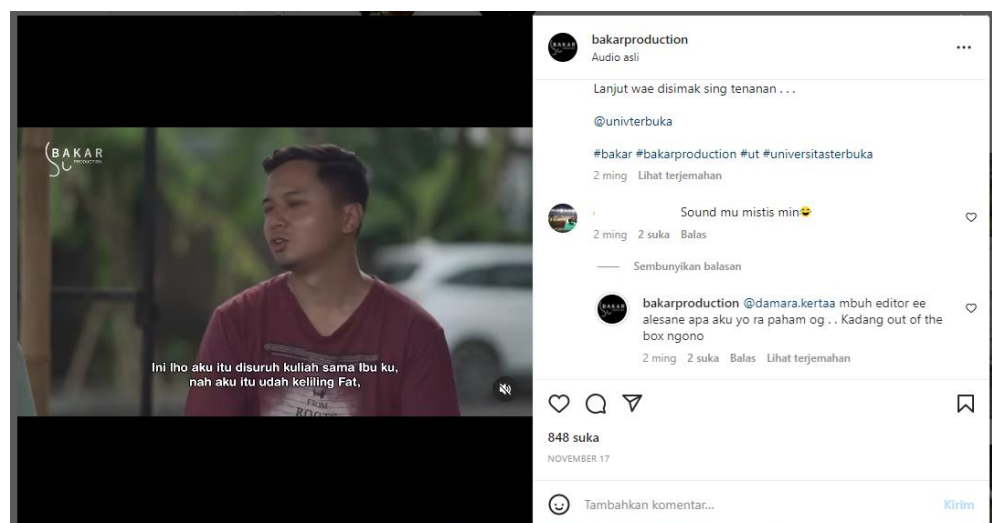 BAKAR
PRODUCTION
Ini lho aku itu disuruh kuliah sama Ibu ku,
nah aku itu udah keliling Fat,
FROM
ROOTS
bakarproduction
Audio asli
Lanjut wae disimak sing tenanan . . .
@univterbuka
#bakar #bakarproduction #ut #universitasterbuka
2 ming Lihat terjemahan
Sound mu mistis min😅
2 ming 2 suka Balas
Sembunyikan balasan
bakarproduction @damara.kertaa mbuh editor ee
alesane apa aku yo ra paham og . . Kadang out of the
box ngono
2 ming 2 suka Balas Lihat terjemahan
848 suka
NOVEMBER 17
Tambahkan komentar...
Kirim